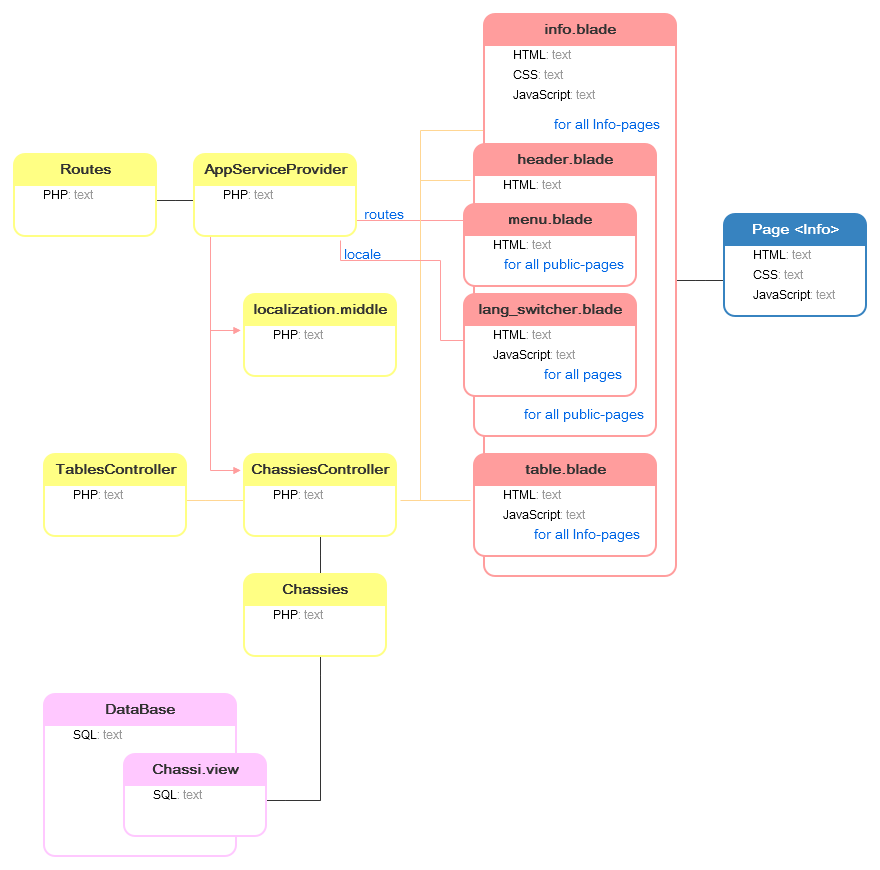 info.blade
HTML: text
CSS: text
JavaScript: text
for all Info-pages
header.blade
HTML: text
Routes
PHP: text
AppServiceProvider
PHP: text
routes
locale
menu.blade
HTML: text
for all public-pages
Page <Info>
HTML: text
CSS: text
JavaScript: text
localization.middle
PHP: text
lang_switcher.blade
HTML: text
JavaScript: text
for all pages
for all public-pages
TablesController
PHP: text
ChassiesController
PHP: text
table.blade
HTML: text
JavaScript: text
for all Info-pages
Chassies
PHP: text
DataBase
SQL: text
Chassi.view
SQL: text